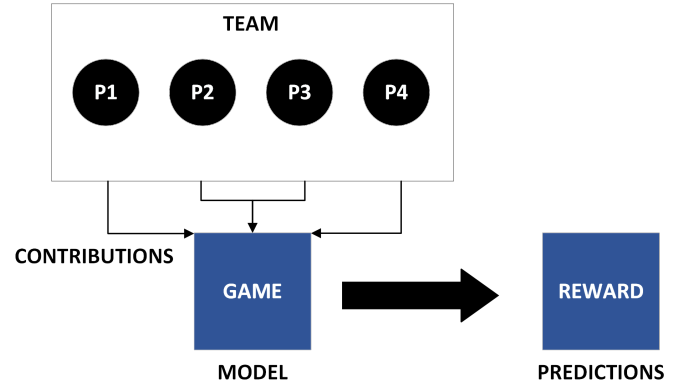 TEAM
P1 P2 P3 P4
CONTRIBUTIONS
GAME
REWARD
MODEL
PREDICTIONS